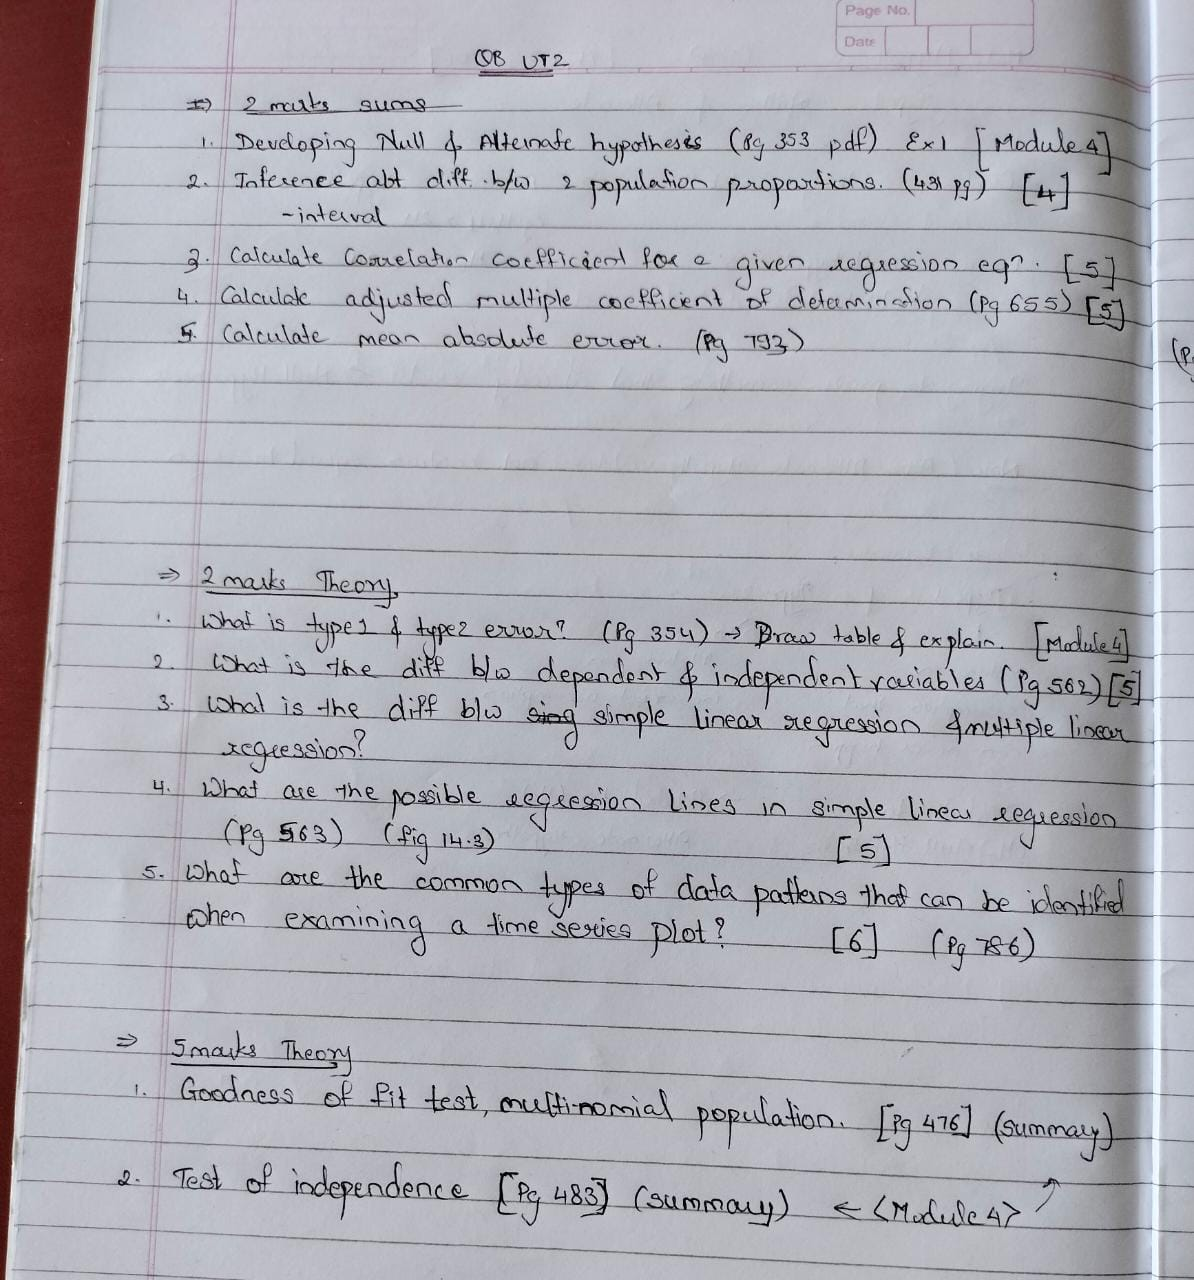 Page No.
Date
QB UT2
⇒ 2 marks sums
1. Developing Null & Alternate hypothesis (Pg 353 pdf) Ex1 [Module 4]
2. Inference abt diff. b/w 2 population proportions. (431 pg) [4]
- interval
3. Calculate Correlation coefficient for a given regression eqn. [5]
4. Calculate adjusted multiple coefficient of determination (Pg 655) [5]
5. Calculate mean absolute error. (Pg 793)
⇒ 2 marks Theory
1. What is type1 & type2 error? (Pg 354) → Draw table & explain. [Module 4]
2. What is the diff b/w dependent & independent variables (Pg 562) [5]
3. What is the diff b/w sing simple linear regression & multiple linear
regression?
4. What are the possible regression lines in simple linear regression
(Pg 563) (fig 14.3) [5]
5. What are the common types of data patterns that can be identified
when examining a time series plot? [6] (Pg 786)
⇒ 5 marks Theory
1. Goodness of fit test, multinomial population. [Pg 476] (summary)
2. Test of independence [Pg 483] (summary) ← <Module 4>